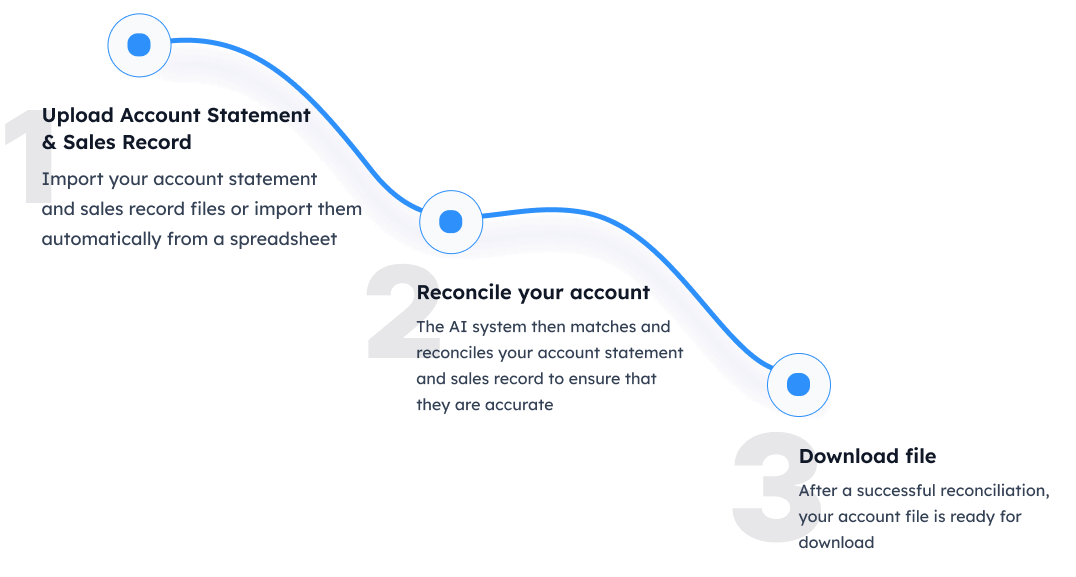 1
Upload Account Statement
& Sales Record
Import your account statement
and sales record files or import them
automatically from a spreadsheet
2
Reconcile your account
The AI system then matches and
reconciles your account statement
and sales record to ensure that
they are accurate
3
Download file
After a successful reconciliation,
your account file is ready for
download